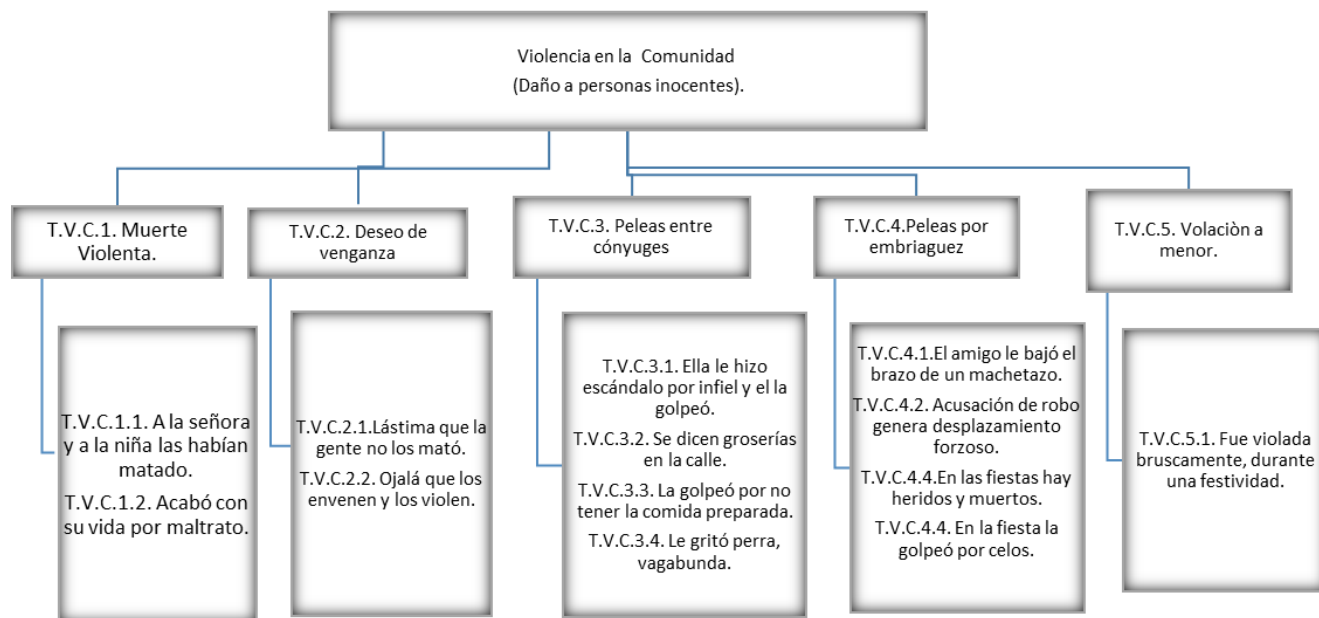 Violencia en la Comunidad
(Daño a personas inocentes).
T.V.C.1. Muerte
Violenta.
T.V.C.2. Deseo de
venganza
T.V.C.3. Peleas entre
cónyuges
T.V.C.4.Peleas por
embriaguez
T.V.C.5. Volaciòn a
menor.
T.V.C.1.1. A la señora
y a la niña las habían
matado.
T.V.C.1.2. Acabó con
su vida por maltrato.
T.V.C.2.1.Lástima que la
gente no los mató.
T.V.C.2.2. Ojalá que los
envenen y los violen.
T.V.C.3.1. Ella le hizo
escándalo por infiel y el la
golpeó.
T.V.C.3.2. Se dicen groserías
en la calle.
T.V.C.3.3. La golpeó por no
tener la comida preparada.
T.V.C.3.4. Le gritó perra,
vagabunda.
T.V.C.4.1.El amigo le bajó el
brazo de un machetazo.
T.V.C.4.2. Acusación de robo
genera desplazamiento
forzoso.
T.V.C.4.4.En las fiestas hay
heridos y muertos.
T.V.C.4.4. En la fiesta la
golpeó por celos.
T.V.C.5.1. Fue violada
bruscamente, durante
una festividad.